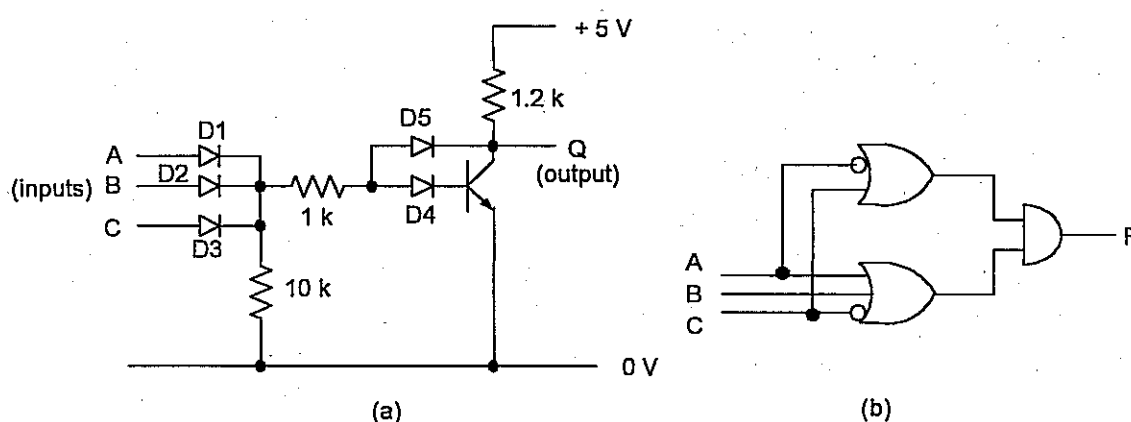 + 5 V
1.2 k
D1
D5
A
Q
(inputs)
B
D2
(output)
D4
1 k
C
D3
10 k
0 V
(a)
A
B
C
F
(b)